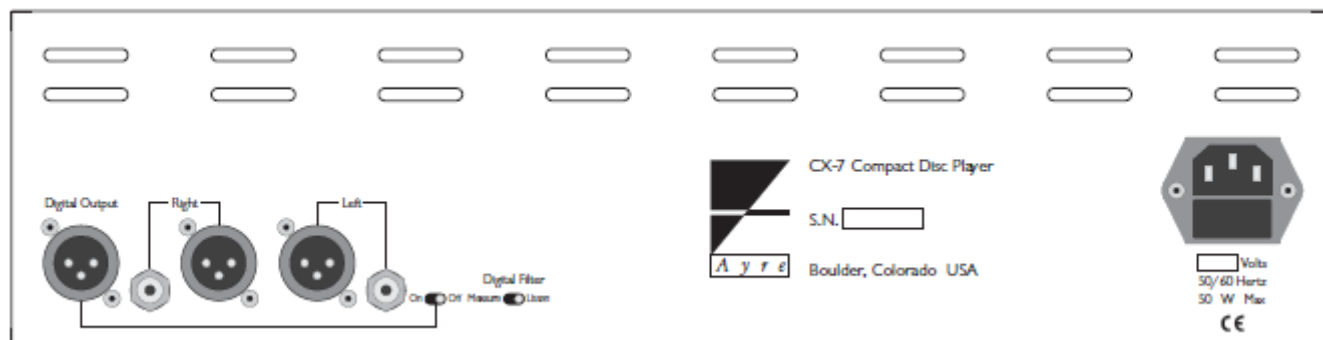 CX-7 Compact Disc Player
Digital Output
Right
Left
S.N.
Digital Filter
A y r e
Boulder, Colorado USA
Volts
On Off Measure Listen
50/60 Hertz
50 W Max
CE